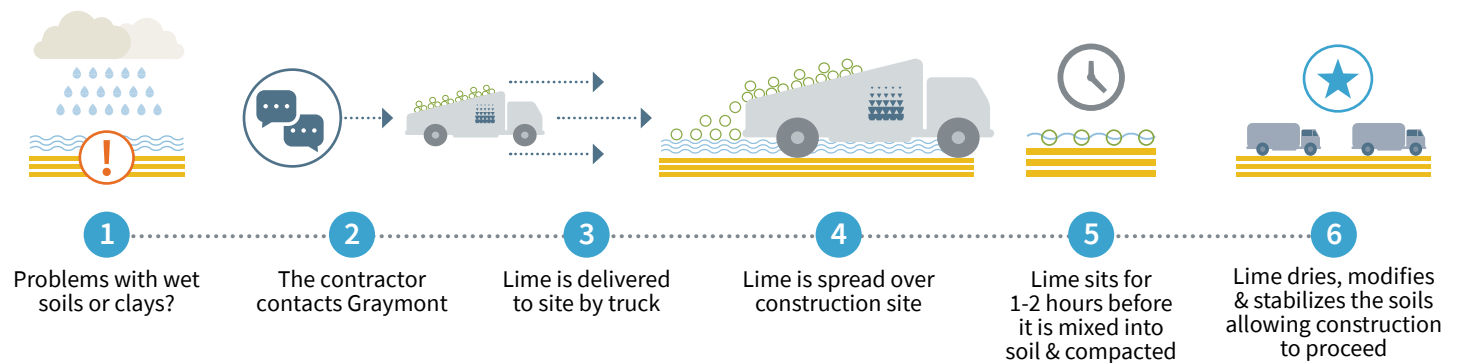 !
1
2
3
4
5
6
Problems with wet
soils or clays?
The contractor
contacts Graymont
Lime is delivered
to site by truck
Lime is spread over
construction site
Lime sits for
1-2 hours before
it is mixed into
soil & compacted
Lime dries, modifies
& stabilizes the soils
allowing construction
to proceed